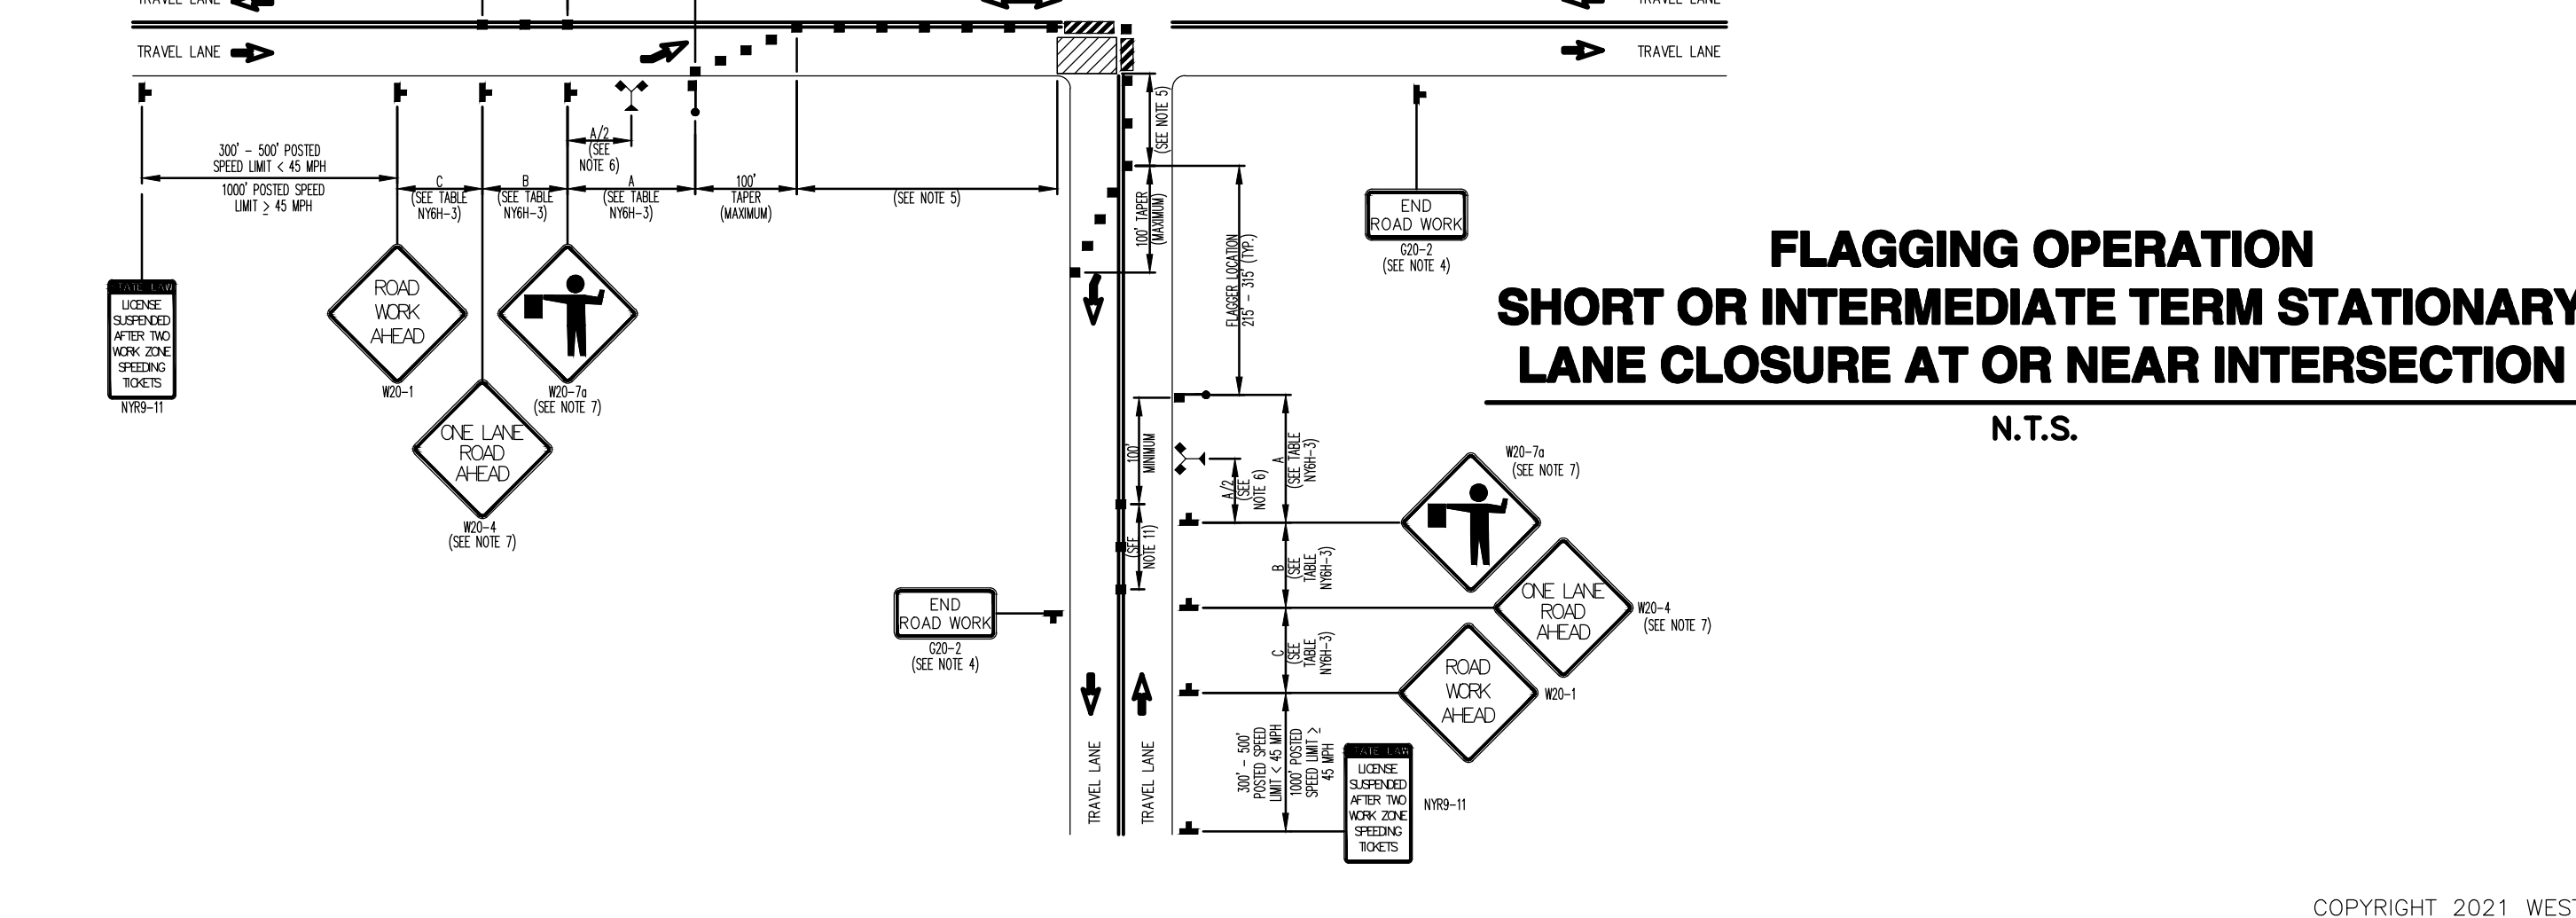 TRAVEL LANE
TRAVEL LANE
TRAVEL LANE
TRAVEL LANE
300' - 500' POSTED
SPEED LIMIT < 45 MPH
1000' POSTED SPEED
LIMIT ≥ 45 MPH
C
(SEE TABLE
NY6H-3)
B
(SEE TABLE
NY6H-3)
A/2
(SEE
NOTE 6)
A
(SEE TABLE
NY6H-3)
100'
TAPER
(MAXIMUM)
(SEE NOTE 5)
(SEE NOTE 5)
100' TAPER
(MAXIMUM)
FLAGGER LOCATION
215' - 315' (TYP.)
END
ROAD WORK
G20-2
(SEE NOTE 4)
FLAGGING OPERATION
SHORT OR INTERMEDIATE TERM STATIONARY
LANE CLOSURE AT OR NEAR INTERSECTION
N.T.S.
TATE LAW
LICENSE
SUSPENDED
AFTER TWO
WORK ZONE
SPEEDING
TICKETS
NYR9-11
ROAD
WORK
AHEAD
W20-1
W20-7a
(SEE NOTE 7)
ONE LANE
ROAD
AHEAD
W20-4
(SEE NOTE 7)
100'
MINIMUM
(SEE
NOTE 11)
A/2
(SEE
NOTE 6)
A
(SEE TABLE
NY6H-3)
B
(SEE
TABLE
NY6H-3)
C
(SEE
TABLE
NY6H-3)
W20-7a
(SEE NOTE 7)
ONE LANE
ROAD
AHEAD
W20-4
(SEE NOTE 7)
END
ROAD WORK
G20-2
(SEE NOTE 4)
ROAD
WORK
AHEAD
W20-1
TRAVEL LANE
TRAVEL LANE
300' - 500'
POSTED SPEED
LIMIT < 45 MPH
1000' POSTED
SPEED LIMIT ≥
45 MPH
TATE LAW
LICENSE
SUSPENDED
AFTER TWO
WORK ZONE
SPEEDING
TICKETS
NYR9-11
COPYRIGHT 2021 WES